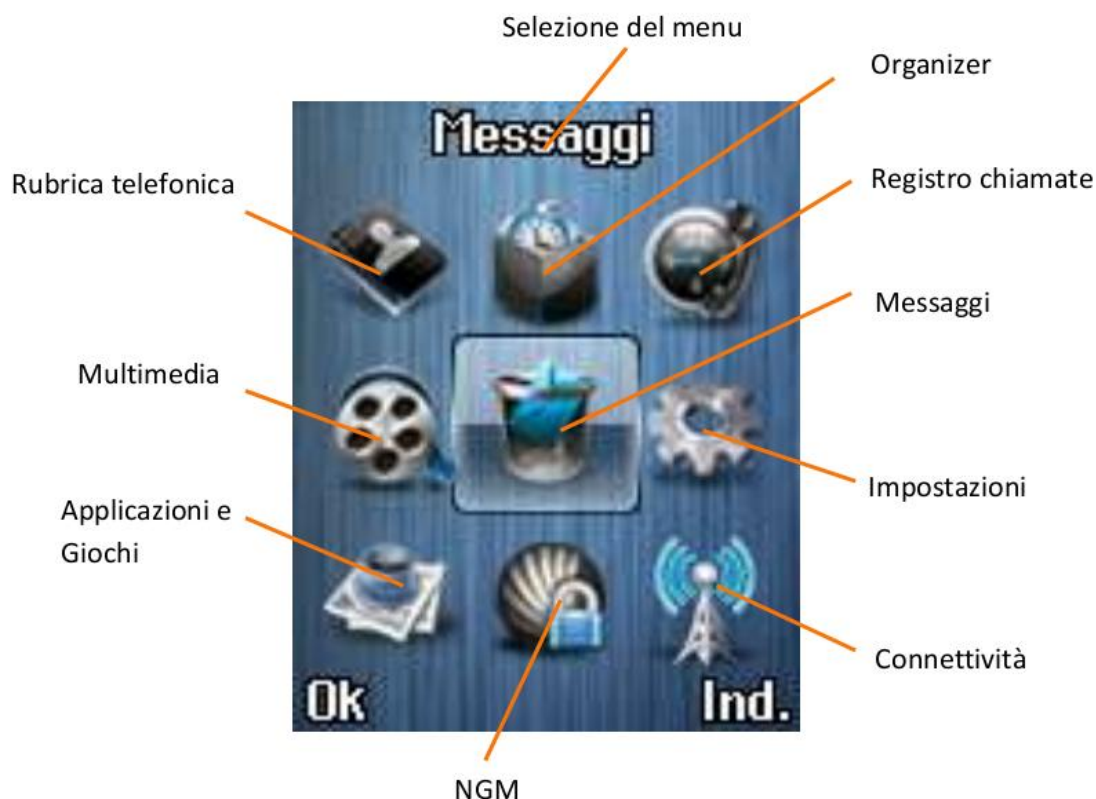 Selezione del menu
Organizer
Messaggi
Rubrica telefonica
Registro chiamate
Messaggi
Multimedia
Impostazioni
Applicazioni e
Giochi
Connettività
Ok
Ind.
NGM